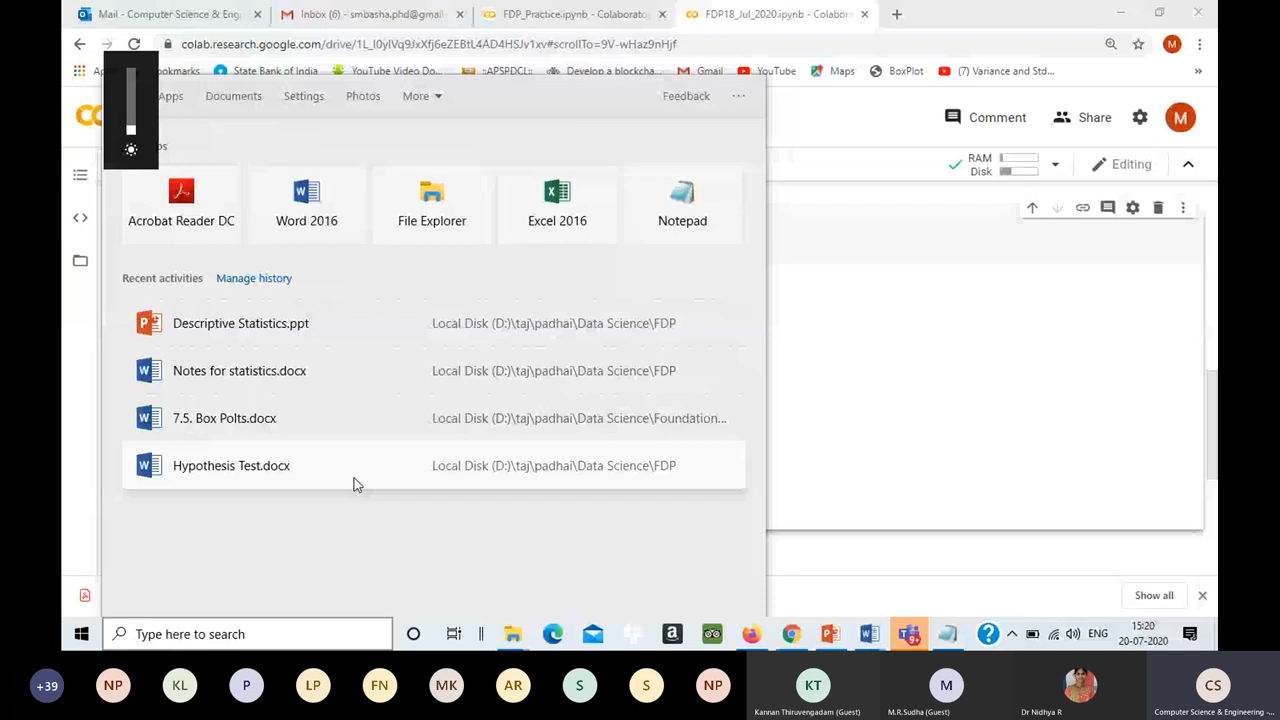 Mail - Computer Science & Eng
Inbox (6) - smbasha.phd@gmail
FDP_Practice.ipynb - Colaborato
FDP18_Jul_2020.ipynb - Colabora
colab.research.google.com/drive/1L_I0yIVq9JxXfj6eZEBtL4AD4HSJv1xv#scrollTo=9V-wHaz9nHjf
M
okmarks
State Bank of India
YouTube Video Do...
::APSPDCL::
Develop a blockcha...
Gmail
YouTube
Maps
BoxPlot
(7) Variance and Std...
»
Apps
Documents
Settings
Photos
More
Feedback
Comment
Share
M
ps
RAM
Disk
Editing
Acrobat Reader DC
Word 2016
File Explorer
Excel 2016
Notepad
Recent activities
Manage history
Descriptive Statistics.ppt
Local Disk (D:)\taj\padhai\Data Science\FDP
Notes for statistics.docx
Local Disk (D:)\taj\padhai\Data Science\FDP
7.5. Box Polts.docx
Local Disk (D:)\taj\padhai\Data Science\Foundation...
Hypothesis Test.docx
Local Disk (D:)\taj\padhai\Data Science\FDP
Show all
Type here to search
9+
ENG
15:20
20-07-2020
+39
NP
KL
P
LP
FN
MK
AR
S
S
NP
KT
Kannan Thiruvengadam (Guest)
M
M.R.Sudha (Guest)
Dr Nidhya R
CS
Computer Science & Engineering -...